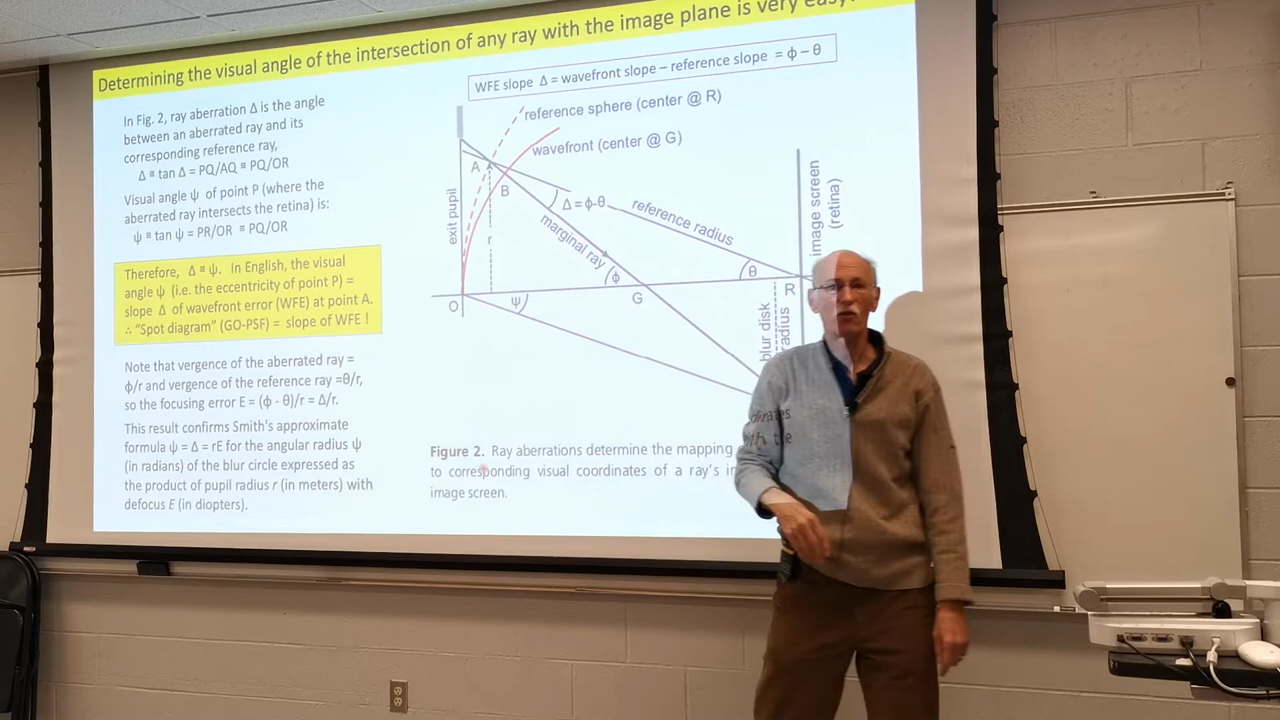 Determining the visual angle of the intersection of any ray with the image plane is very easy!
In Fig. 2, ray aberration Δ is the angle
between an aberrated ray and its
corresponding reference ray,
Δ ≅ tan Δ = PQ/AQ ≅ PQ/OR
Visual angle ψ of point P (where the
aberrated ray intersects the retina) is:
ψ ≅ tan ψ = PR/OR ≅ PQ/OR
Therefore, Δ ≅ ψ. In English, the visual
angle ψ (i.e. the eccentricity of point P) =
slope Δ of wavefront error (WFE) at point A.
∴ "Spot diagram" (GO-PSF) = slope of WFE !
Note that vergence of the aberrated ray =
ϕ/r and vergence of the reference ray =θ/r,
so the focusing error E = (ϕ - θ)/r = Δ/r.
This result confirms Smith's approximate
formula ψ = Δ = rE for the angular radius ψ
(in radians) of the blur circle expressed as
the product of pupil radius r (in meters) with
defocus E (in diopters).
WFE slope Δ = wavefront slope – reference slope = ϕ – θ
reference sphere (center @ R)
wavefront (center @ G)
A
B
exit pupil
r
Δ = ϕ-θ
reference radius
marginal ray
ϕ
θ
O
ψ
G
R
image screen
(retina)
blur disk
radius
Figure 2. Ray aberrations determine the mapping
to corresponding visual coordinates of a ray's in
image screen.
dinates
th the